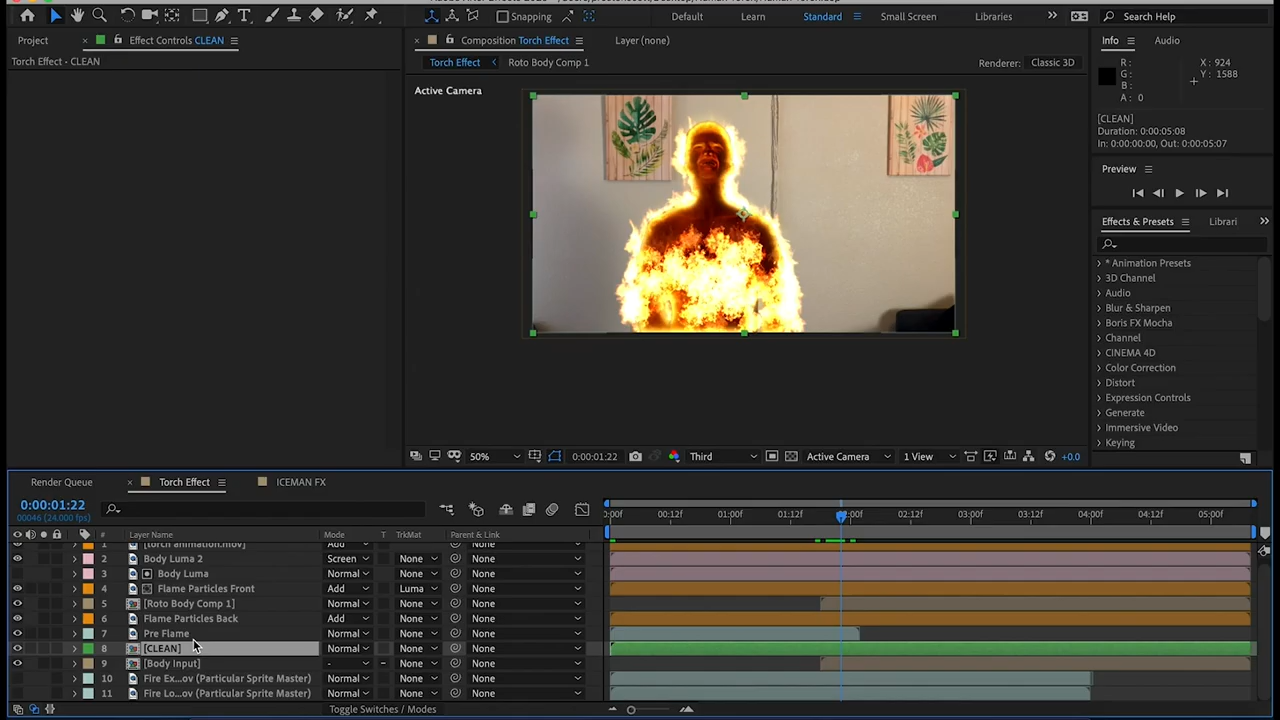 Snapping
Default
Learn
Standard
Small Screen
Libraries
Search Help
Project
Effect Controls CLEAN
Composition Torch Effect
Layer (none)
Info
Audio
Torch Effect • CLEAN
Torch Effect
Roto Body Comp 1
Renderer:
Classic 3D
R :
G :
B :
A : 0
X : 924
Y : 1588
Active Camera
[CLEAN]
Duration: 0:00:05:08
In: 0:00:00:00, Out: 0:00:05:07
Preview
Effects & Presets
Librari
* Animation Presets
3D Channel
Audio
Blur & Sharpen
Boris FX Mocha
Channel
CINEMA 4D
Color Correction
Distort
Expression Controls
Generate
Immersive Video
Keying
50%
0:00:01:22
Third
Active Camera
1 View
+0.0
Render Queue
Torch Effect
ICEMAN FX
0:00:01:22
00046 (24.000 fps)
0:00f
00:12f
01:00f
01:12f
02:00f
02:12f
03:00f
03:12f
04:00f
04:12f
05:00f
# Layer Name Mode T TrkMat Parent & Link
1 [torch animation.mov] Add None
2 Body Luma 2 Screen None None
3 Body Luma Normal None None
4 Flame Particles Front Add Luma None
5 [Roto Body Comp 1] Normal None None
6 Flame Particles Back Add None None
7 Pre Flame Normal None None
8 [CLEAN] Normal None None
9 [Body Input] - None None
10 Fire Ex...ov (Particular Sprite Master) Normal None None
11 Fire Lo...ov (Particular Sprite Master) Normal None None
Toggle Switches / Modes